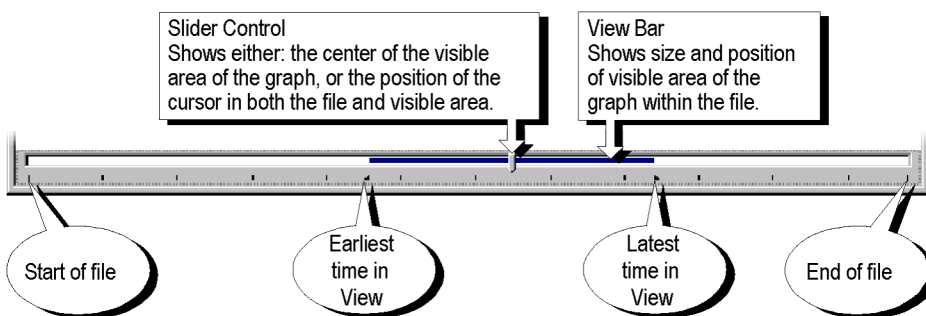 Slider Control
Shows either: the center of the visible
area of the graph, or the position of the
cursor in both the file and visible area.
View Bar
Shows size and position
of visible area of the
graph within the file.
Start of file
Earliest
time in
View
Latest
time in
View
End of file